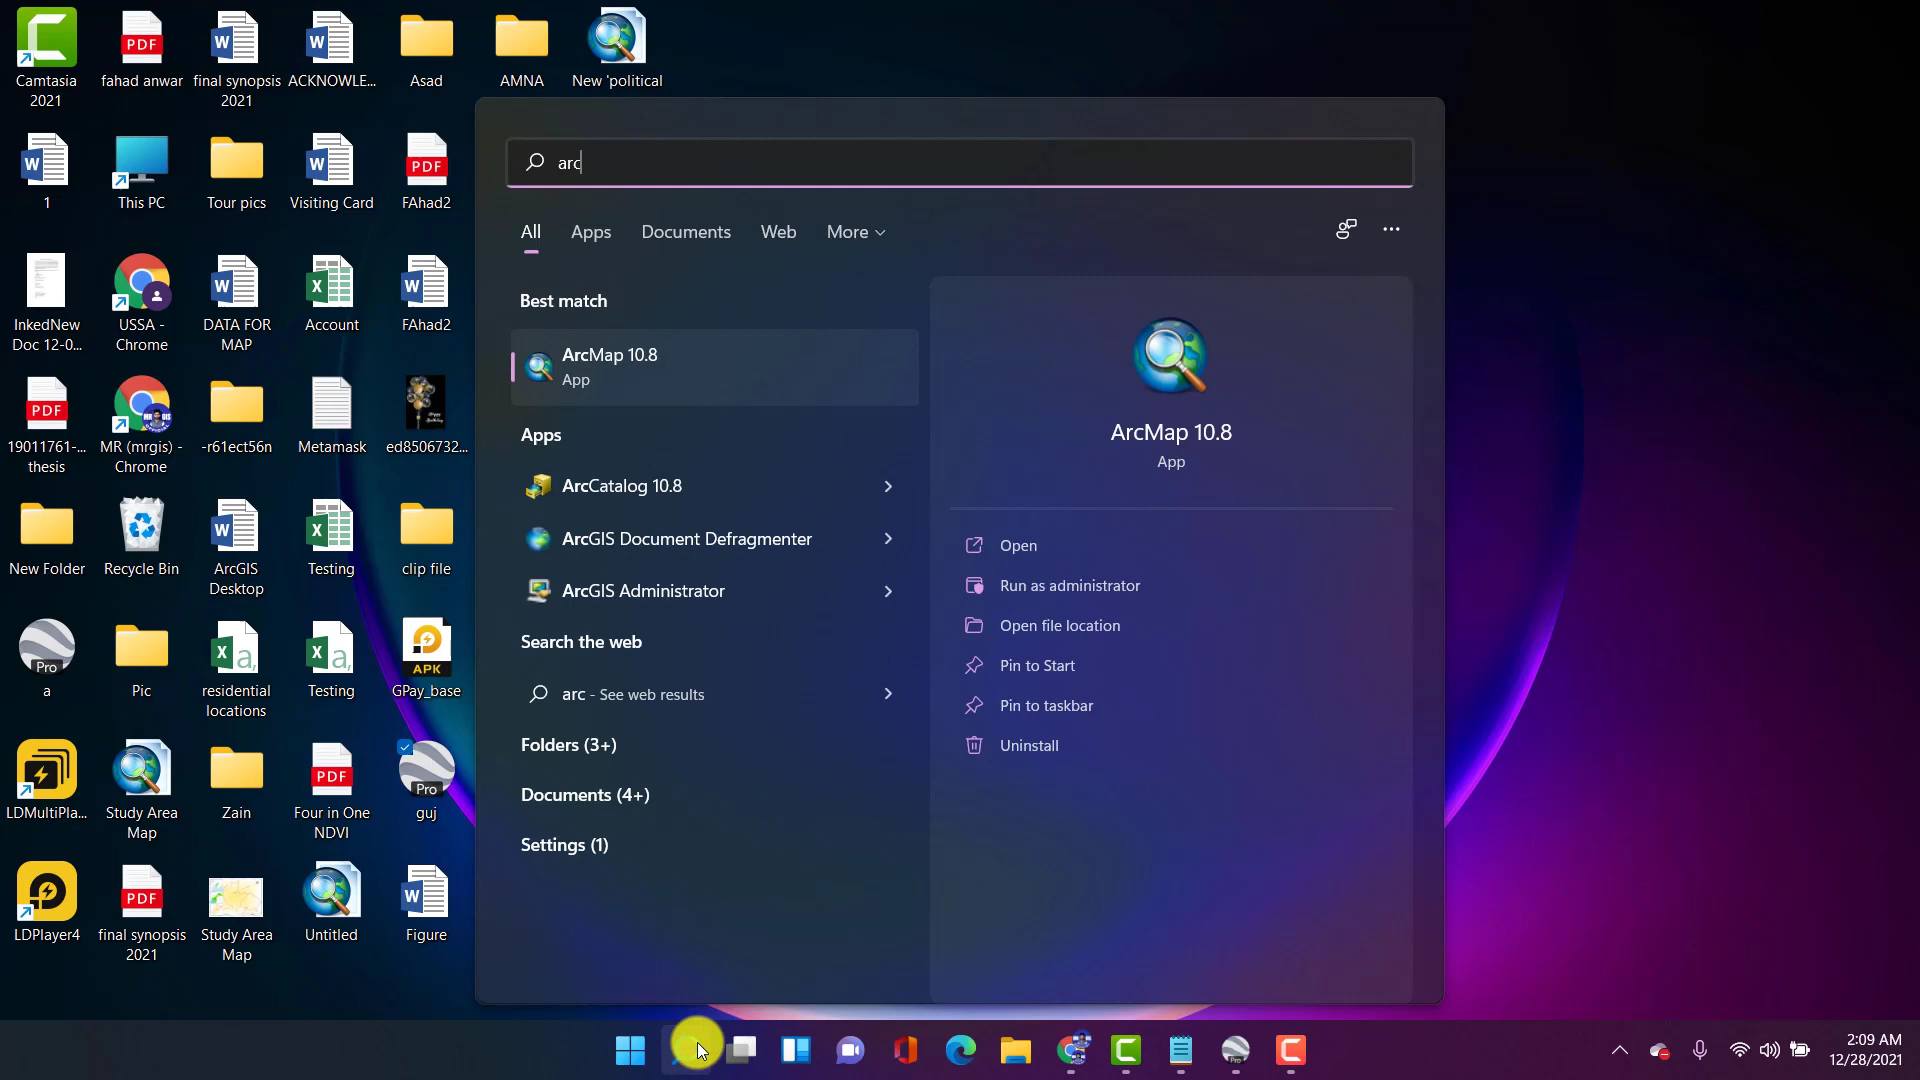 Camtasia
2021
PDF
fahad anwar
final synopsis
2021
ACKNOWLE...
Asad
AMNA
New 'political
1
This PC
Tour pics
Visiting Card
PDF
FAhad2
InkedNew
Doc 12-0...
USSA -
Chrome
DATA FOR
MAP
Account
FAhad2
PDF
19011761-...
thesis
MR (mrgis) -
Chrome
-r61ect56n
Metamask
ed8506732...
New Folder
Recycle Bin
ArcGIS
Desktop
Testing
clip file
Pro
a
Pic
residential
locations
Testing
APK
GPay_base
LDMultiPla...
Study Area
Map
Zain
PDF
Four in One
NDVI
Pro
guj
LDPlayer4
PDF
final synopsis
2021
Study Area
Map
Untitled
Figure
arc
All
Apps
Documents
Web
More
Best match
ArcMap 10.8
App
Apps
ArcCatalog 10.8
ArcGIS Document Defragmenter
ArcGIS Administrator
Search the web
arc - See web results
Folders (3+)
Documents (4+)
Settings (1)
ArcMap 10.8
App
Open
Run as administrator
Open file location
Pin to Start
Pin to taskbar
Uninstall
2:09 AM
12/28/2021